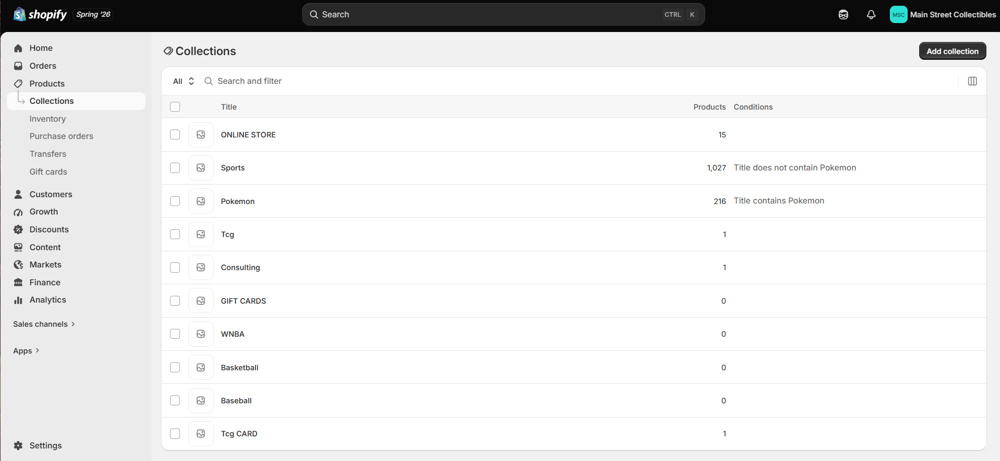 shopify Spring '26
Search CTRL K
MSC Main Street Collectibles
Home
Orders
Products
Collections
Inventory
Purchase orders
Transfers
Gift cards
Customers
Growth
Discounts
Content
Markets
Finance
Analytics
Sales channels
Apps
Settings
Collections
Add collection
All Search and filter
Title Products Conditions
ONLINE STORE 15
Sports 1,027 Title does not contain Pokemon
Pokemon 216 Title contains Pokemon
Tcg 1
Consulting 1
GIFT CARDS 0
WNBA 0
Basketball 0
Baseball 0
Tcg CARD 1